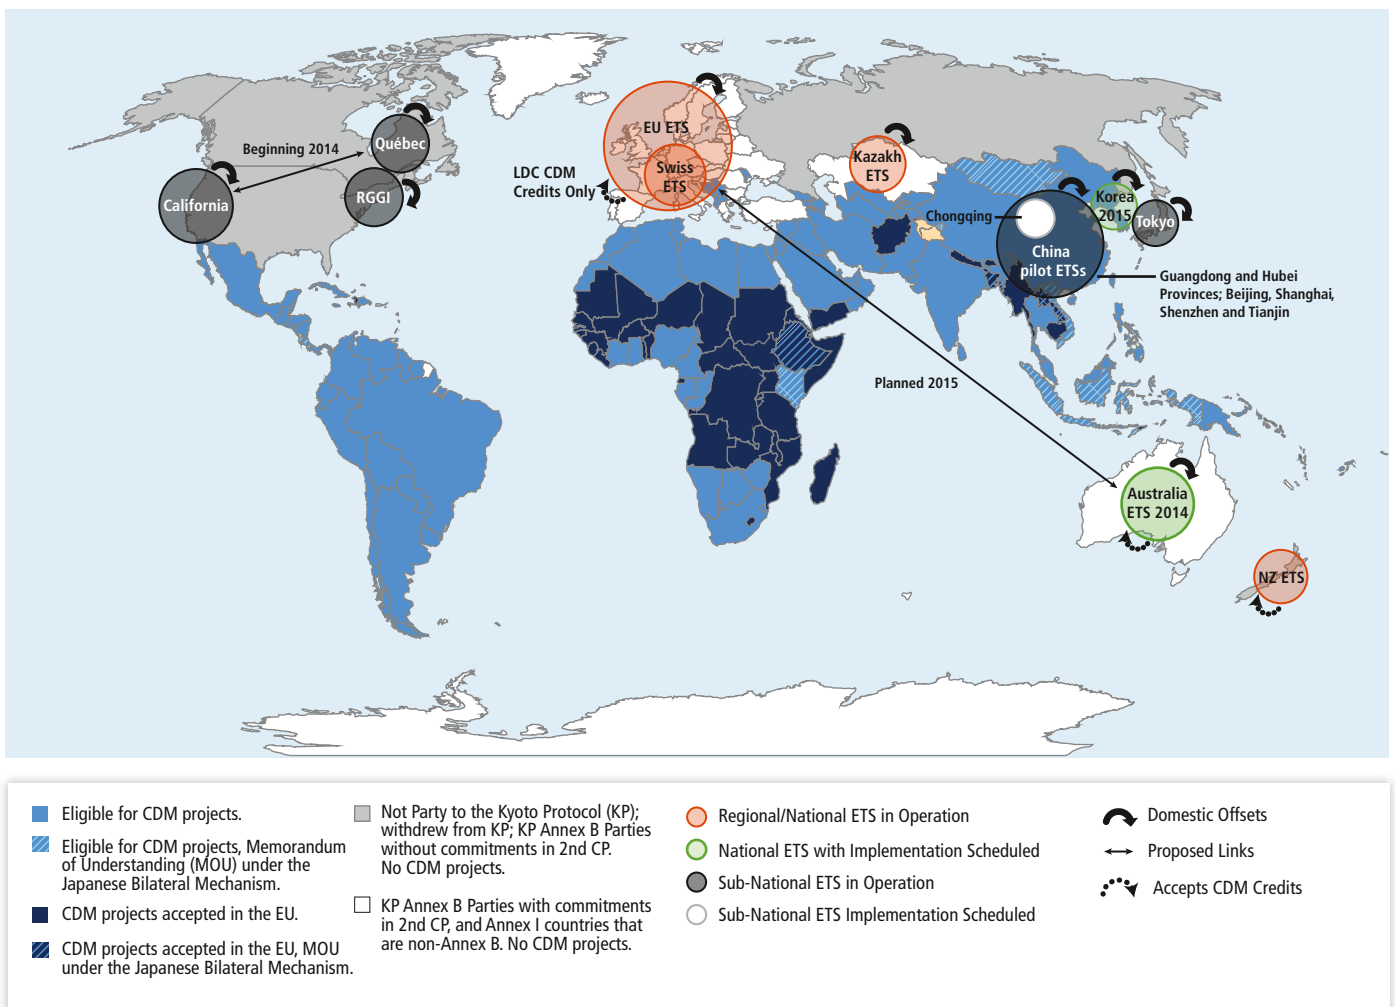 EU ETS
Swiss
ETS
LDC CDM
Credits Only
Kazakh
ETS
Beginning 2014
Québec
RGGI
California
Korea
2015
Tokyo
Chongqing
China
pilot ETSs
Guangdong and Hubei
Provinces; Beijing, Shanghai,
Shenzhen and Tianjin
Planned 2015
Australia
ETS 2014
NZ ETS
Eligible for CDM projects.
Eligible for CDM projects, Memorandum
of Understanding (MOU) under the
Japanese Bilateral Mechanism.
CDM projects accepted in the EU.
CDM projects accepted in the EU, MOU
under the Japanese Bilateral Mechanism.
Not Party to the Kyoto Protocol (KP);
withdrew from KP; KP Annex B Parties
without commitments in 2nd CP.
No CDM projects.
KP Annex B Parties with commitments
in 2nd CP, and Annex I countries that
are non-Annex B. No CDM projects.
Regional/National ETS in Operation
National ETS with Implementation Scheduled
Sub-National ETS in Operation
Sub-National ETS Implementation Scheduled
Domestic Offsets
Proposed Links
Accepts CDM Credits